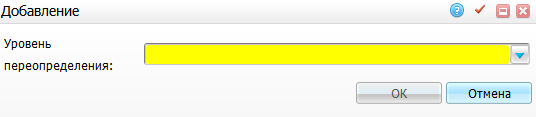 Добавление
Уровень
переопределения:
ОК
Отмена